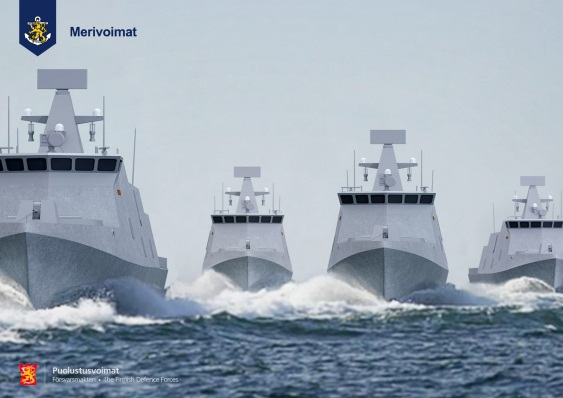 Merivoimat
Puolustusvoimat
Försvarsmakten • The Finnish Defence Forces